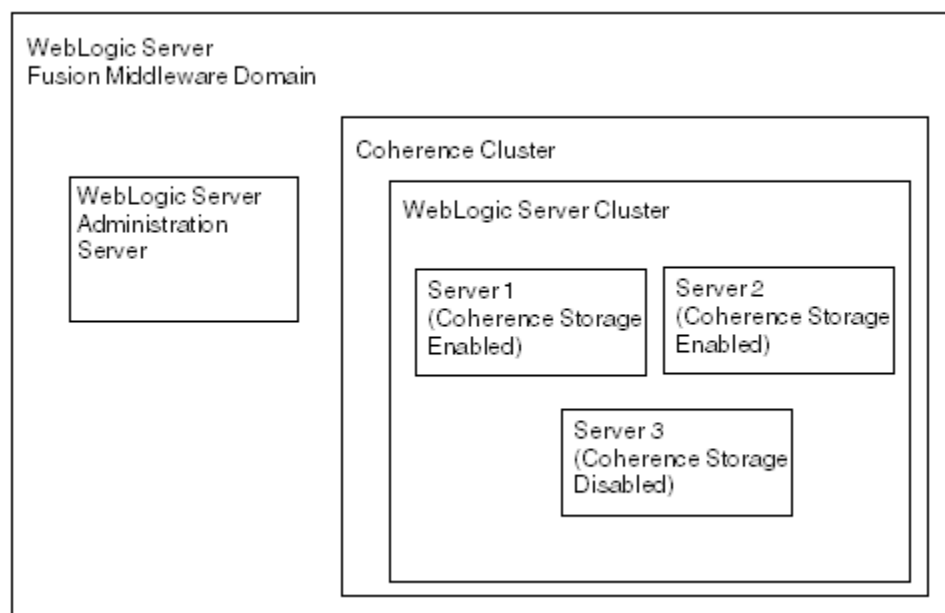 WebLogic Server
Fusion Middleware Domain
Coherence Cluster
WebLogic Server
Administration
Server
WebLogic Server Cluster
Server 1
(Coherence Storage
Enabled)
Server 2
(Coherence Storage
Enabled)
Server 3
(Coherence Storage
Disabled)